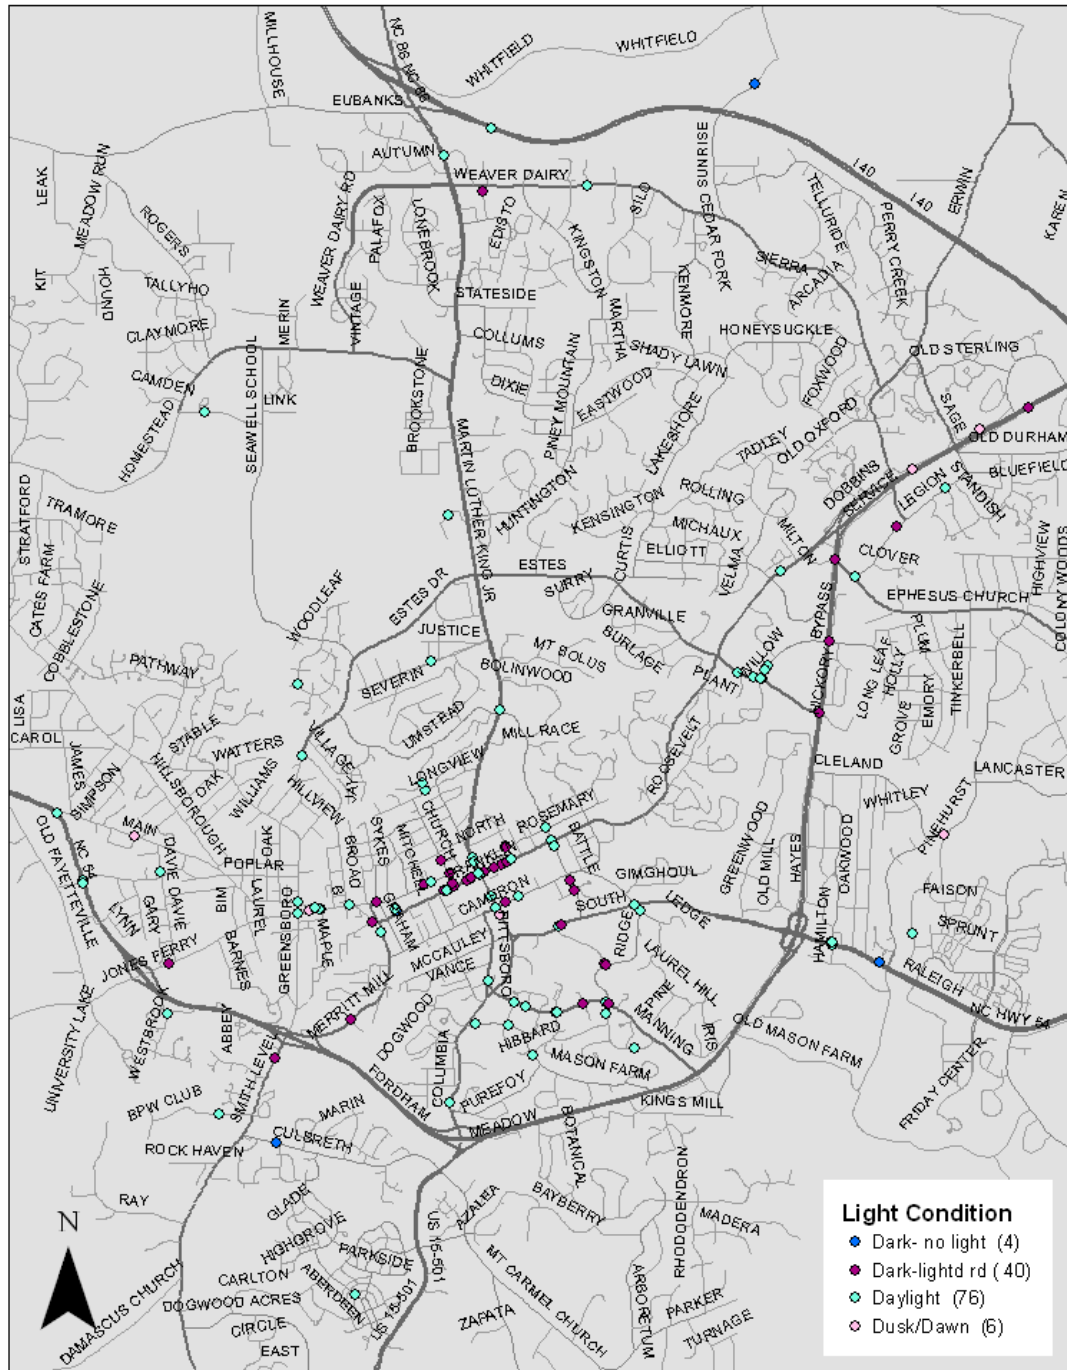 MILLHOUSE
NC 86 NC 86
WHITFIELD
WHITFIELD
EUBANKS
AUTUMN
WEAVER DAIRY
I 40
I 40
ERWIN
KAREN
LEAK
MEADOW RUN
ROGERS
WEAVER DAIRY RD
PALAFOX
LONEBROOK
EDISTO
SILO
SUNRISE
CEDAR FORK
TELLURIDE
PERRY CREEK
KIT
HOUND
TALLYHO
KINGSTON
SIERRA
ARCADIA
KENMORE
STATESIDE
CLAYMORE
MERIN
VINTAGE
COLLUMS
MARTHA
HONEYSUCKLE
SHADY LAWN
OLD STERLING
CAMDEN
SEAWELL SCHOOL
LINK
BROOKSTONE
DIXIE
PINEY MOUNTAIN
EASTWOOD
FOXWOOD
HOMESTEAD
MARTIN LUTHER KING JR
LAKESHORE
TADLEY
OLD OXFORD
SAGE
OLD DURHAM
BLUEFIELD
STRATFORD
TRAMORE
HUNTINGTON
KENSINGTON
ROLLING
DOBBINS
SERVICE
LEGION
STANDISH
MICHAUX
MILTON
ELLIOTT
CURTIS
VELMA
CLOVER
HIGHVIEW
COLONY WOODS
CATES FARM
COBBLESTONE
WOODLEAF
ESTES DR
ESTES
SURRY
GRANVILLE
EPHESUS CHURCH
JUSTICE
MT BOLUS
BURLAGE
BYPASS
PATHWAY
SEVERIN
BOLINWOOD
PLANT
WILLOW
HICKORY
LONG LEAF
HOLLY
PLUM
TINKERBELL
EMORY
GROVE
LISA
CAROL
STABLE
UMSTEAD
MILL RACE
ROOSEVELT
WATTERS
VILLAGE
JAY
CLELAND
LANCASTER
JAMES
SIMPSON
HILLSBOROUGH
OAK
WILLIAMS
HILLVIEW
LONGVIEW
WHITLEY
PINEHURST
MAIN
OLD FAYETTEVILLE
NC 54
CHURCH
NORTH
ROSEMARY
BATTLE
SYKES
MITCHELL
FRANKLIN
GREENWOOD
OLD MILL
HAYES
OAKWOOD
DAVIE
DAVIE
POPLAR
OAK
BROAD
GIMGHOUL
FAISON
LYNN
GARY
BIM
LAUREL
GREENSBORO
MAPLE
GRAHAM
CAMERON
SOUTH
LEDGE
HAMILTON
SPRUNT
JONES FERRY
BARNES
MCCAULEY
VANCE
PITTSBORO
RIDGE
LAUREL HILL
RALEIGH
UNIVERSITY LAKE
WESTBROOK
ABBEY
MERRITT MILL
DOGWOOD
PINE
MANNING
IRIS
NC HWY 54
OLD MASON FARM
HIBBARD
MASON FARM
SMITH LEVEL
COLUMBIA
FRIDAY CENTER
BPW CLUB
MARIN
FORDHAM
PUREFOY
MEADOW
KINGS MILL
ROCK HAVEN
CULBRETH
BOTANICAL
RAY
GLADE
AZALEA
BAYBERRY
RHODODENDRON
MADERA
N
HIGHGROVE
PARKSIDE
US 15-501
CARLTON
ABERDEEN
MT CARMEL CHURCH
DAMASCUS CHURCH
DOGWOOD ACRES
US 15-501
ZAPATA
ARBORETUM
PARKER
TURNAGE
CIRCLE
EAST
Light Condition
Dark- no light (4)
Dark-lightd rd ( 40)
Daylight (76)
Dusk/Dawn (6)